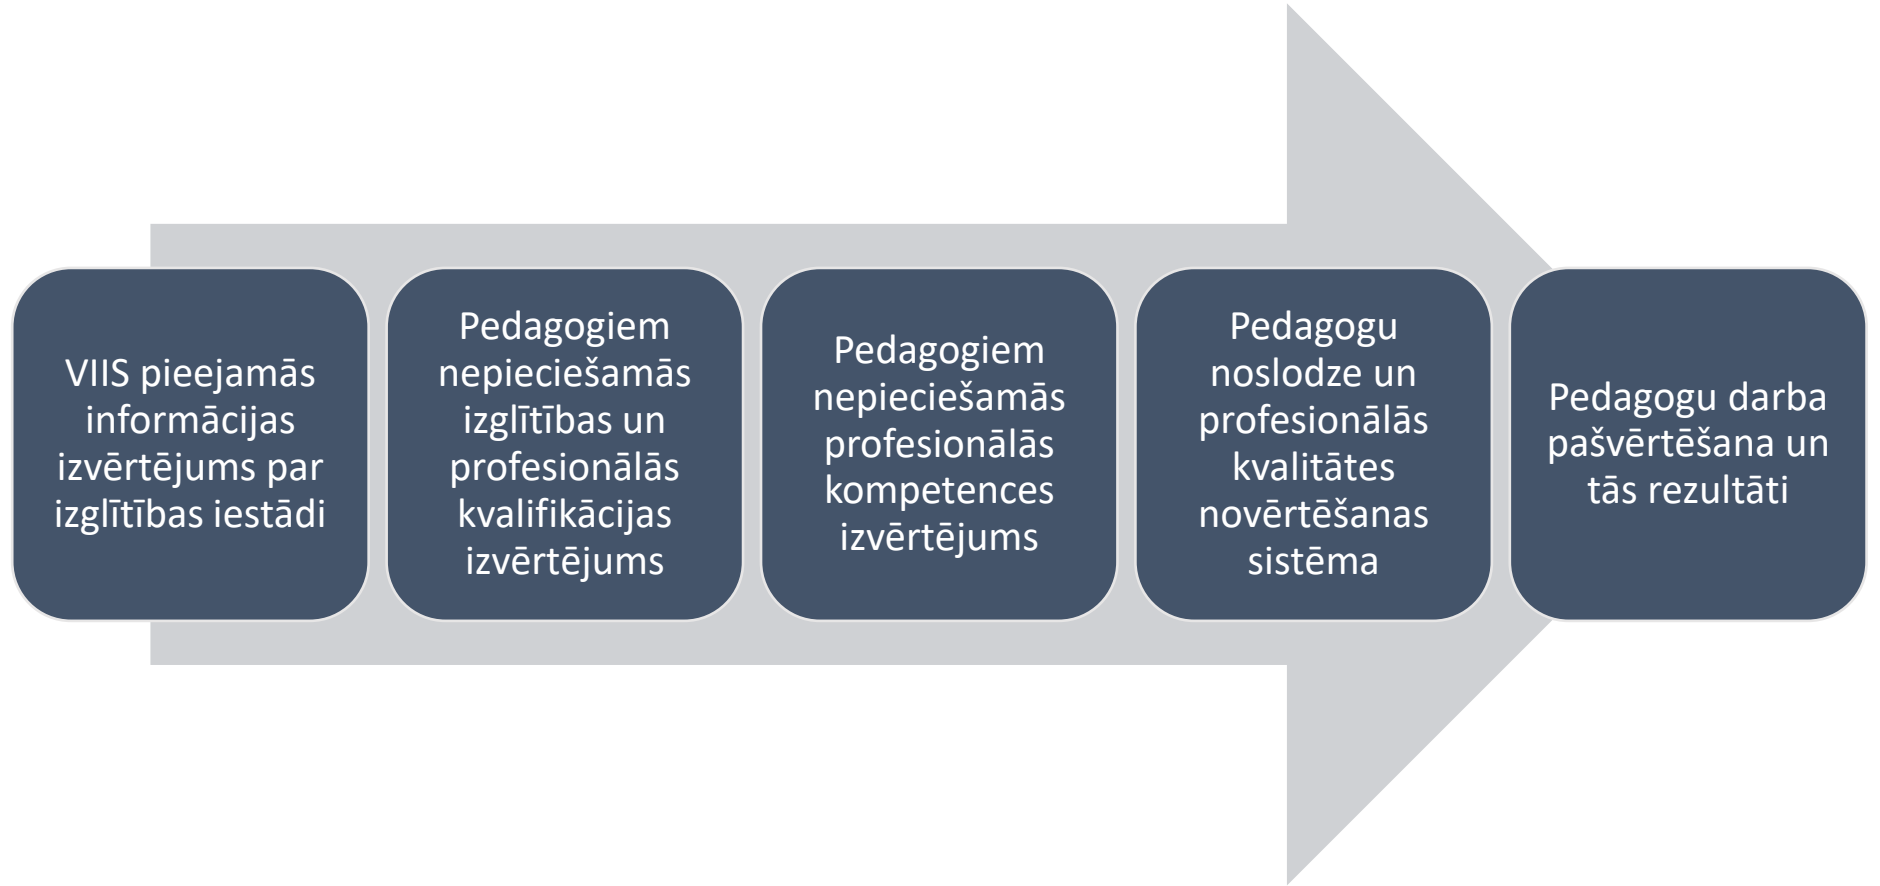 VIIS pieejamās
informācijas
izvērtējums par
izglītības iestādi
Pedagogiem
nepieciešamās
izglītības un
profesionālās
kvalifikācijas
izvērtējums
Pedagogiem
nepieciešamās
profesionālās
kompetences
izvērtējums
Pedagogu
noslodze un
profesionālās
kvalitātes
novērtēšanas
sistēma
Pedagogu darba
pašvērtēšana un
tās rezultāti